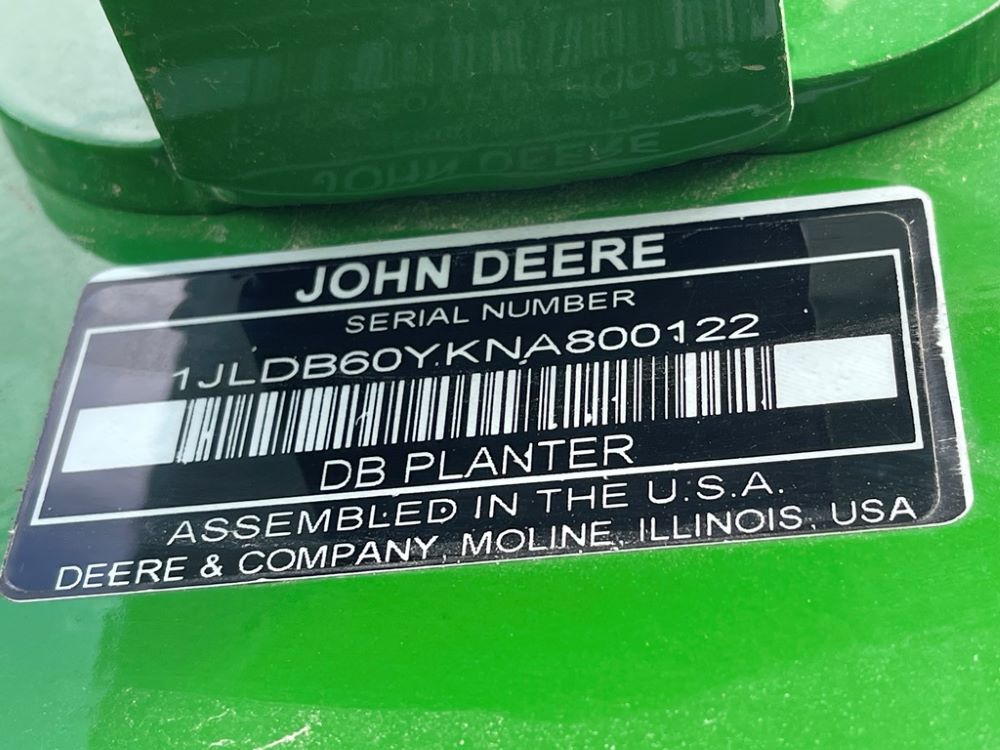 JOHN DEERE
SERIAL NUMBER
1JLDB60YKNA800122
DB PLANTER
ASSEMBLED IN THE U.S.A.
DEERE & COMPANY, MOLINE, ILLINOIS, USA